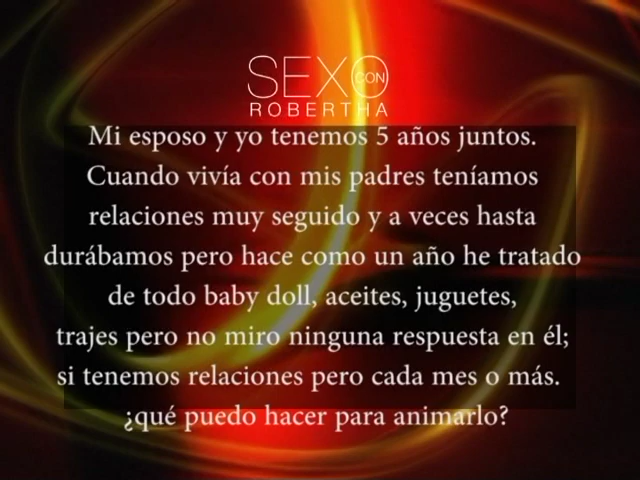 SEXO
CON
ROBERTHA
Mi esposo y yo tenemos 5 años juntos.
Cuando vivía con mis padres teníamos
relaciones muy seguido y a veces hasta
durábamos pero hace como un año he tratado
de todo baby doll, aceites, juguetes,
trajes pero no miro ninguna respuesta en él;
si tenemos relaciones pero cada mes o más.
¿qué puedo hacer para animarlo?